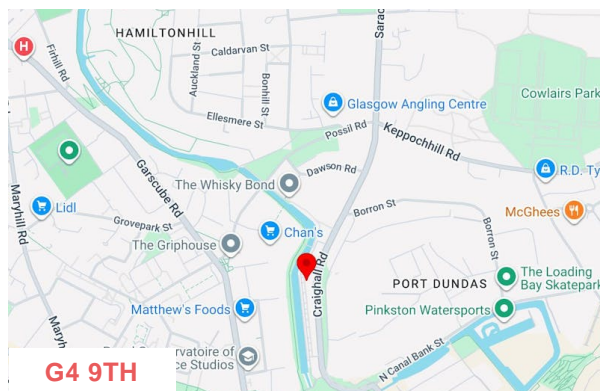 HAMILTONHILL
Caldarvan St
Auckland St
Bonhill St
Sarac
Firhill Rd
H
Ellesmere St
Glasgow Angling Centre
Cowlairs Park
Possil Rd
Keppochhill Rd
R.D. Ty
Dawson Rd
The Whisky Bond
Garscube Rd
Maryhill Rd
Lidl
Grovepark St
Borron St
McGhees
Chan's
The Griphouse
Borron St
Craighall Rd
PORT DUNDAS
The Loading
Bay Skatepark
Matthew's Foods
Pinkston Watersports
Maryh
N Canal Bank St
ervatoire of
ce Studios
G4 9TH